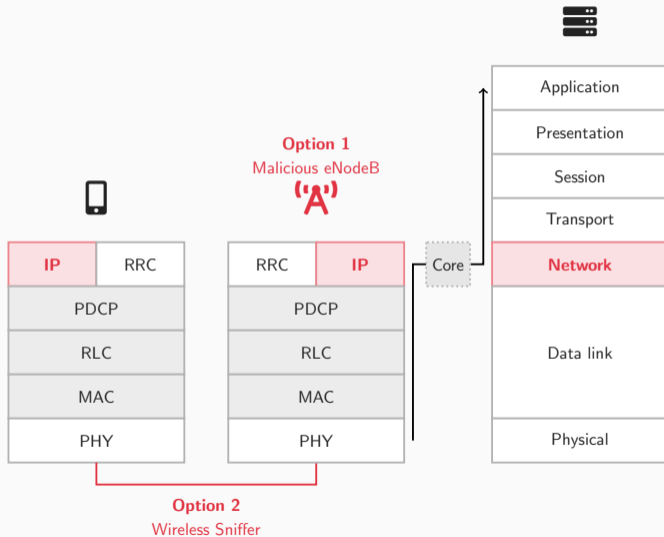 Option 1
Malicious eNodeB
IP
RRC
PDCP
RLC
MAC
PHY
RRC
IP
PDCP
RLC
MAC
PHY
Core
Application
Presentation
Session
Transport
Network
Data link
Physical
Option 2
Wireless Sniffer